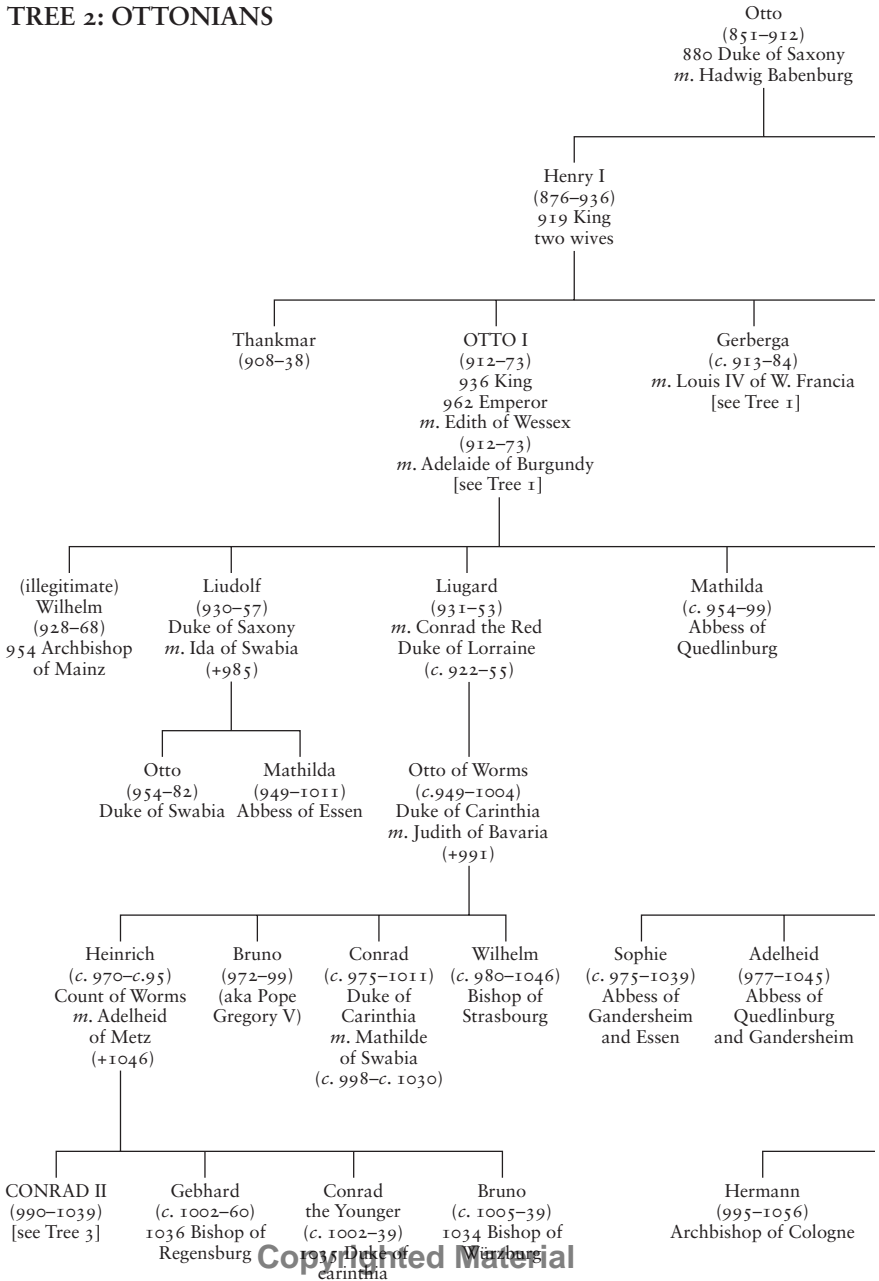 TREE 2: OTTONIANS
Otto
(851–912)
880 Duke of Saxony
m. Hadwig Babenburg
Henry I
(876–936)
919 King
two wives
Thankmar
(908–38)
OTTO I
(912–73)
936 King
962 Emperor
m. Edith of Wessex
(912–73)
m. Adelaide of Burgundy
[see Tree 1]
Gerberga
(c. 913–84)
m. Louis IV of W. Francia
[see Tree 1]
(illegitimate)
Wilhelm
(928–68)
954 Archbishop
of Mainz
Liudolf
(930–57)
Duke of Saxony
m. Ida of Swabia
(+985)
Liugard
(931–53)
m. Conrad the Red
Duke of Lorraine
(c. 922–55)
Mathilda
(c. 954–99)
Abbess of
Quedlinburg
Otto
(954–82)
Duke of Swabia
Mathilda
(949–1011)
Abbess of Essen
Otto of Worms
(c.949–1004)
Duke of Carinthia
m. Judith of Bavaria
(+991)
Heinrich
(c. 970–c.95)
Count of Worms
m. Adelheid
of Metz
(+1046)
Bruno
(972–99)
(aka Pope
Gregory V)
Conrad
(c. 975–1011)
Duke of
Carinthia
m. Mathilde
of Swabia
(c. 998–c. 1030)
Wilhelm
(c. 980–1046)
Bishop of
Strasbourg
Sophie
(c. 975–1039)
Abbess of
Gandersheim
and Essen
Adelheid
(977–1045)
Abbess of
Quedlinburg
and Gandersheim
CONRAD II
(990–1039)
[see Tree 3]
Gebhard
(c. 1002–60)
1036 Bishop of
Regensburg
Conrad
the Younger
(c. 1002–39)
1035 Duke of
carinthia
Bruno
(c. 1005–39)
1034 Bishop of
Würzburg
Hermann
(995–1056)
Archbishop of Cologne
Copyrighted Material